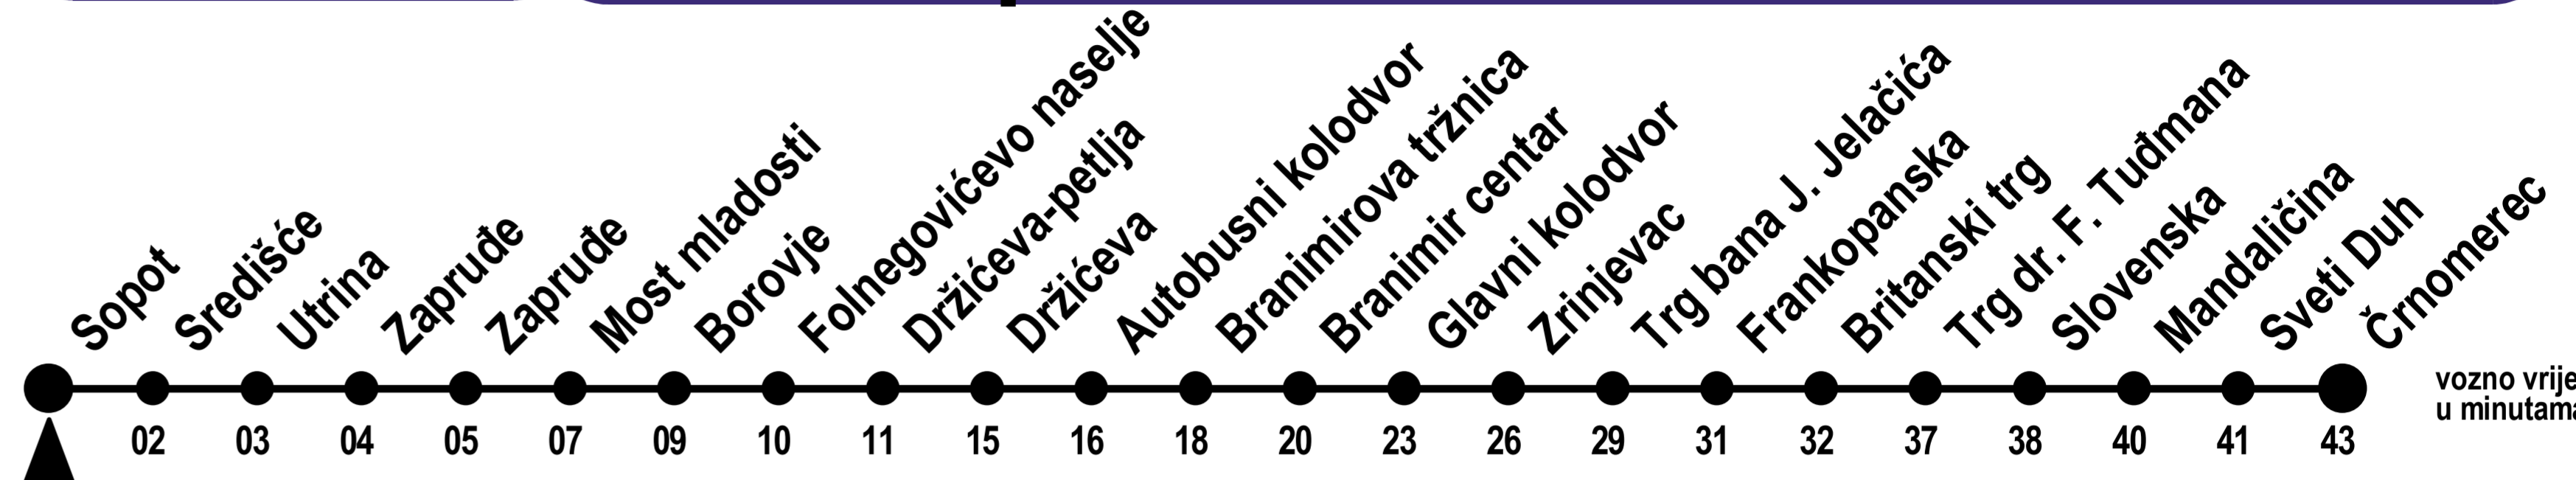 Sopot
Središće
Utrina
Zapruđe
Zapruđe
Most mladosti
Borovje
Folnegovićevo naselje
Držićeva-petlja
Držićeva
Autobusni kolodvor
Branimirova tržnica
Branimir centar
Glavni kolodvor
Zrinjevac
Trg bana J. Jelačića
Frankopanska
Britanski trg
Trg dr. F. Tuđmana
Slovenska
Mandaličina
Sveti Duh
Črnomerec
vozno vrije
u minutama
02 03 04 05 07 09 10 11 15 16 18 20 23 26 29 31 32 37 38 40 41 43